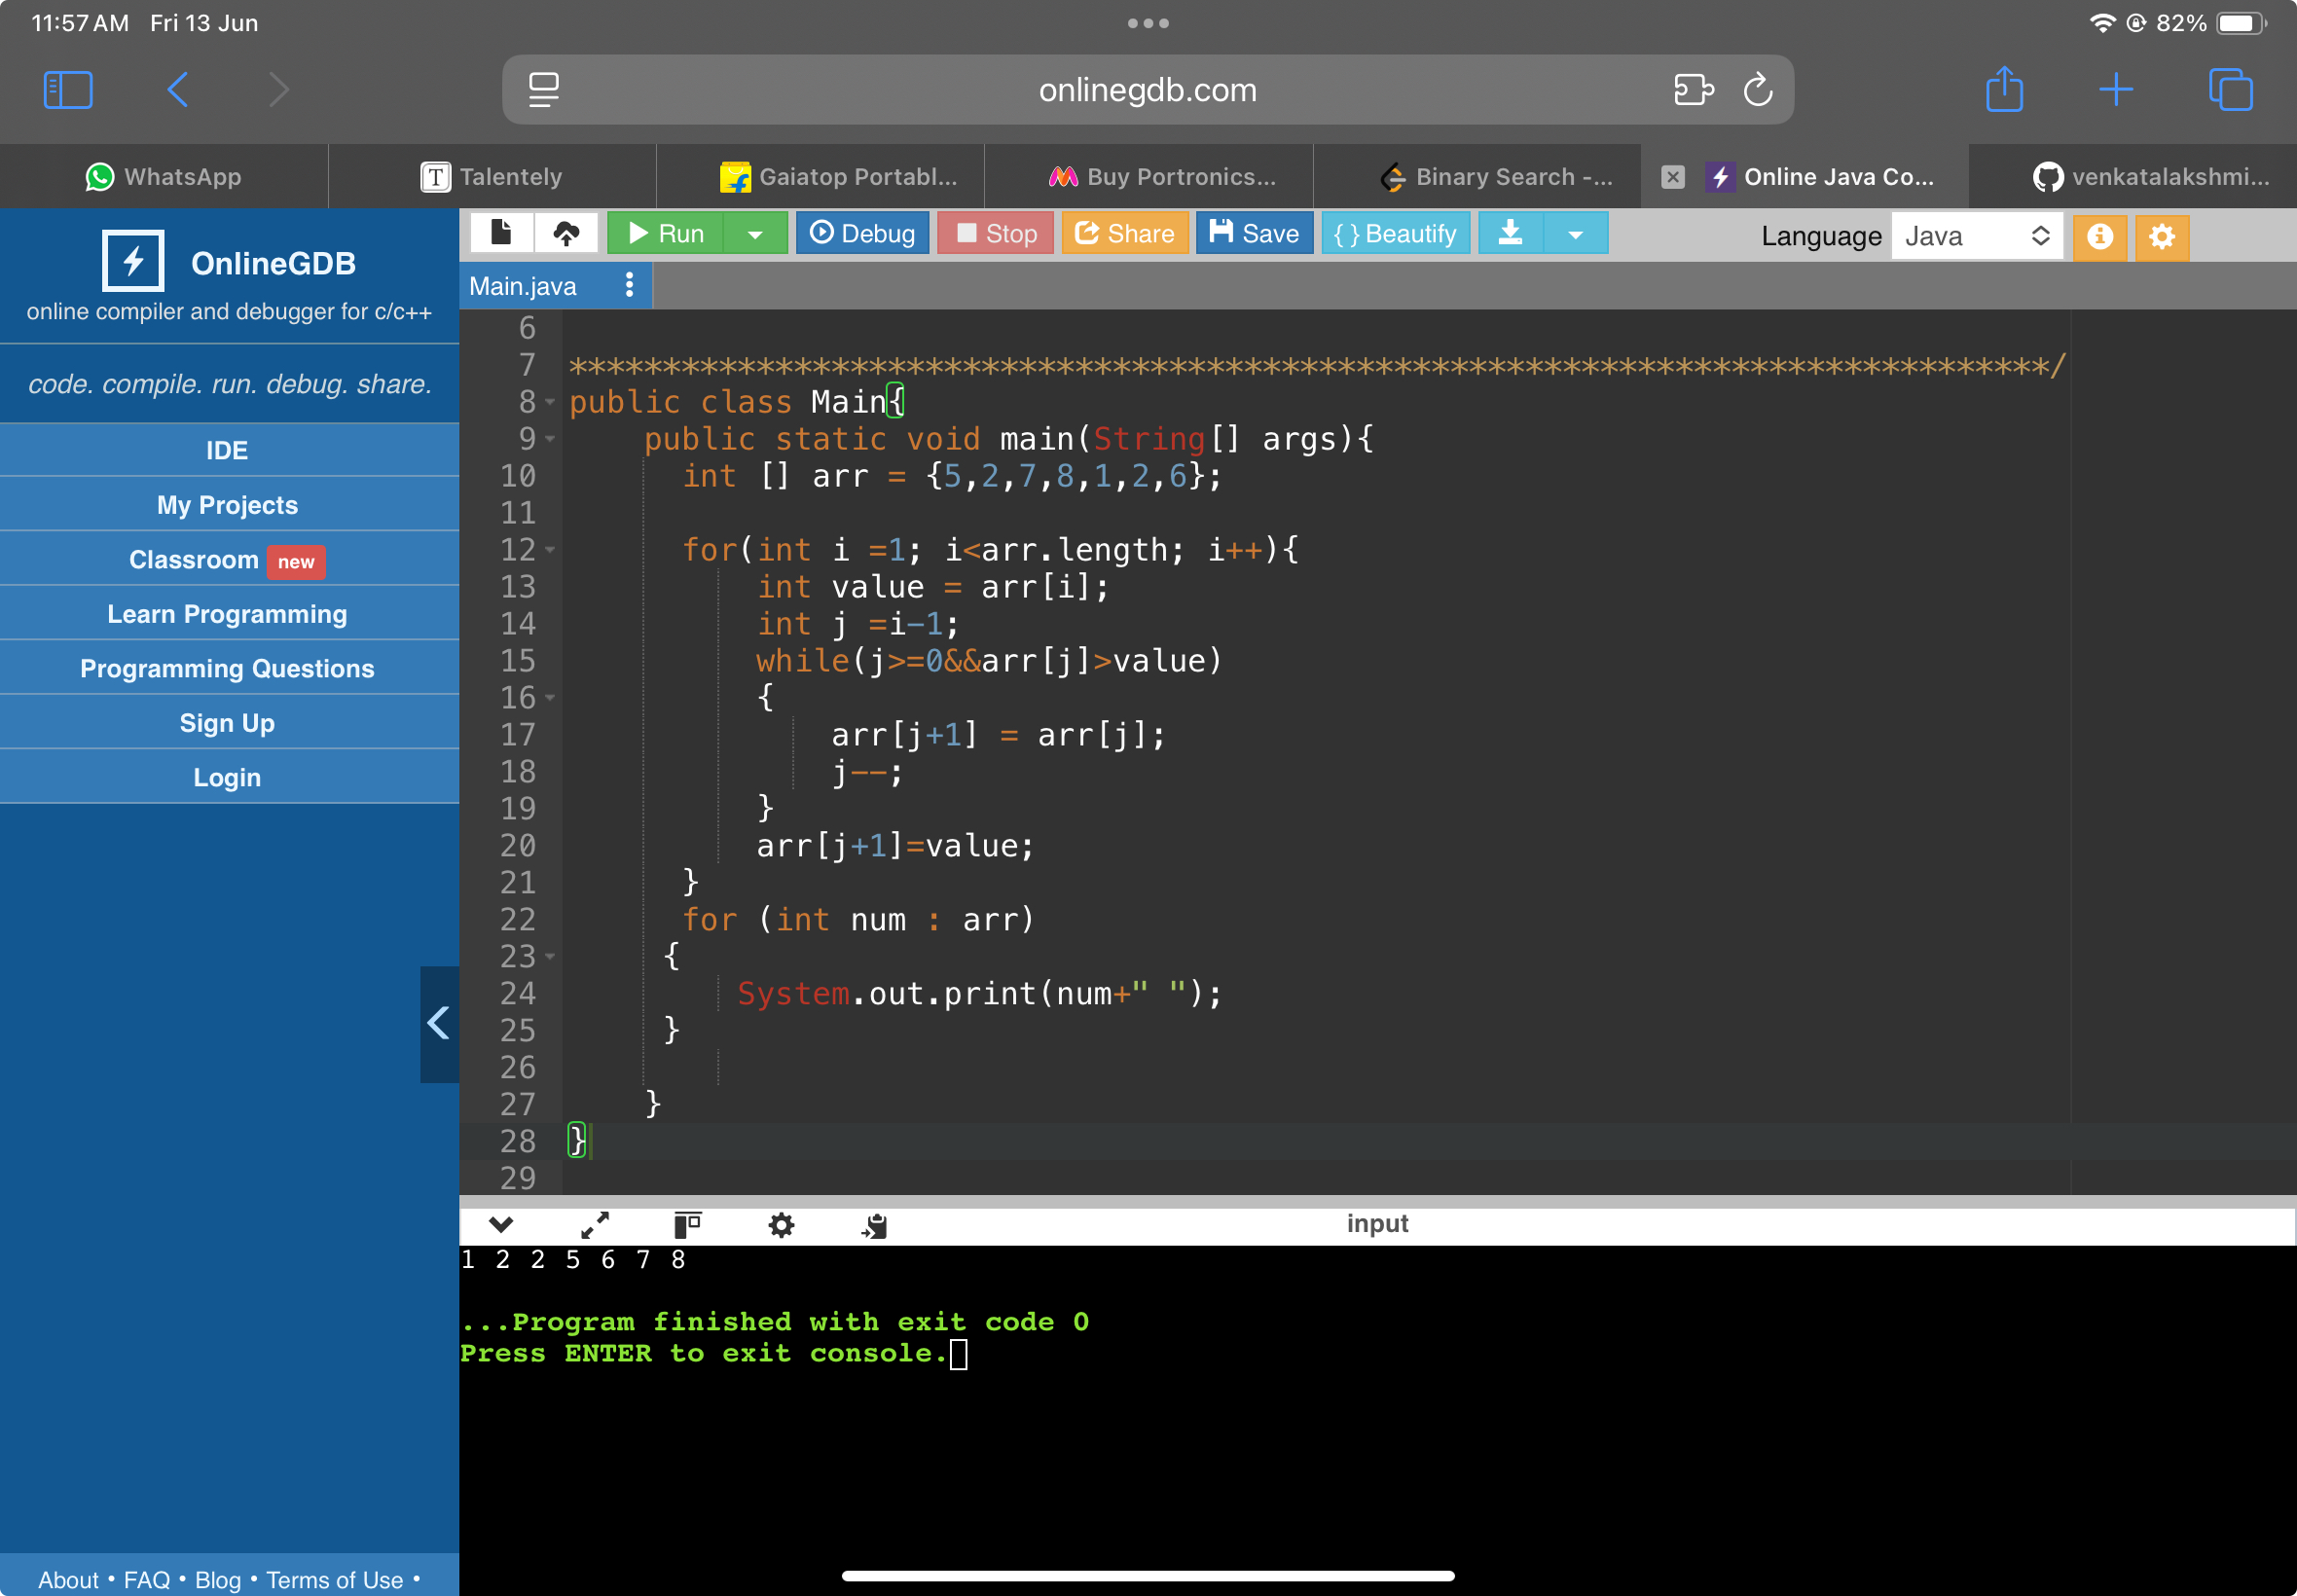 11:57 AM Fri 13 Jun
82%
onlinegdb.com
WhatsApp
Talentely
Gaiatop Portabl...
Buy Portronics...
Binary Search -...
Online Java Co...
venkatalakshmi...
OnlineGDB
online compiler and debugger for c/c++
code. compile. run. debug. share.
IDE
My Projects
Classroom new
Learn Programming
Programming Questions
Sign Up
Login
About • FAQ • Blog • Terms of Use •
Run
Debug
Stop
Share
Save
{ } Beautify
Language Java
Main.java
6
7 *******************************************************************************/
8 public class Main{
9 public static void main(String[] args){
10 int [] arr = {5,2,7,8,1,2,6};
11
12 for(int i =1; i<arr.length; i++){
13 int value = arr[i];
14 int j =i-1;
15 while(j>=0&&arr[j]>value)
16 {
17 arr[j+1] = arr[j];
18 j--;
19 }
20 arr[j+1]=value;
21 }
22 for (int num : arr)
23 {
24 System.out.print(num+" ");
25 }
26
27 }
28 }
29
input
1 2 2 5 6 7 8
...Program finished with exit code 0
Press ENTER to exit console.